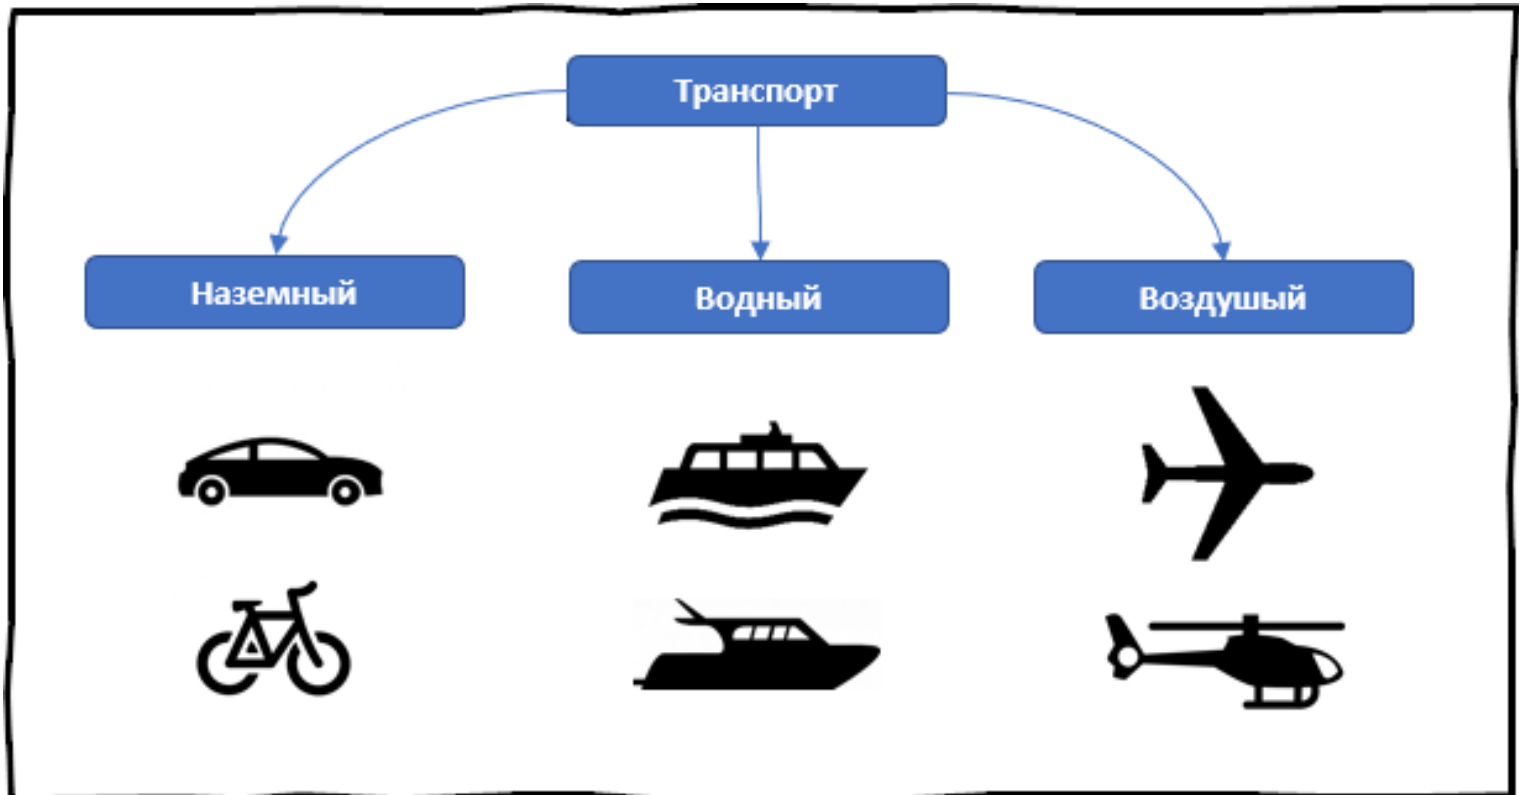 Транспорт
Наземный
Водный
Воздушый